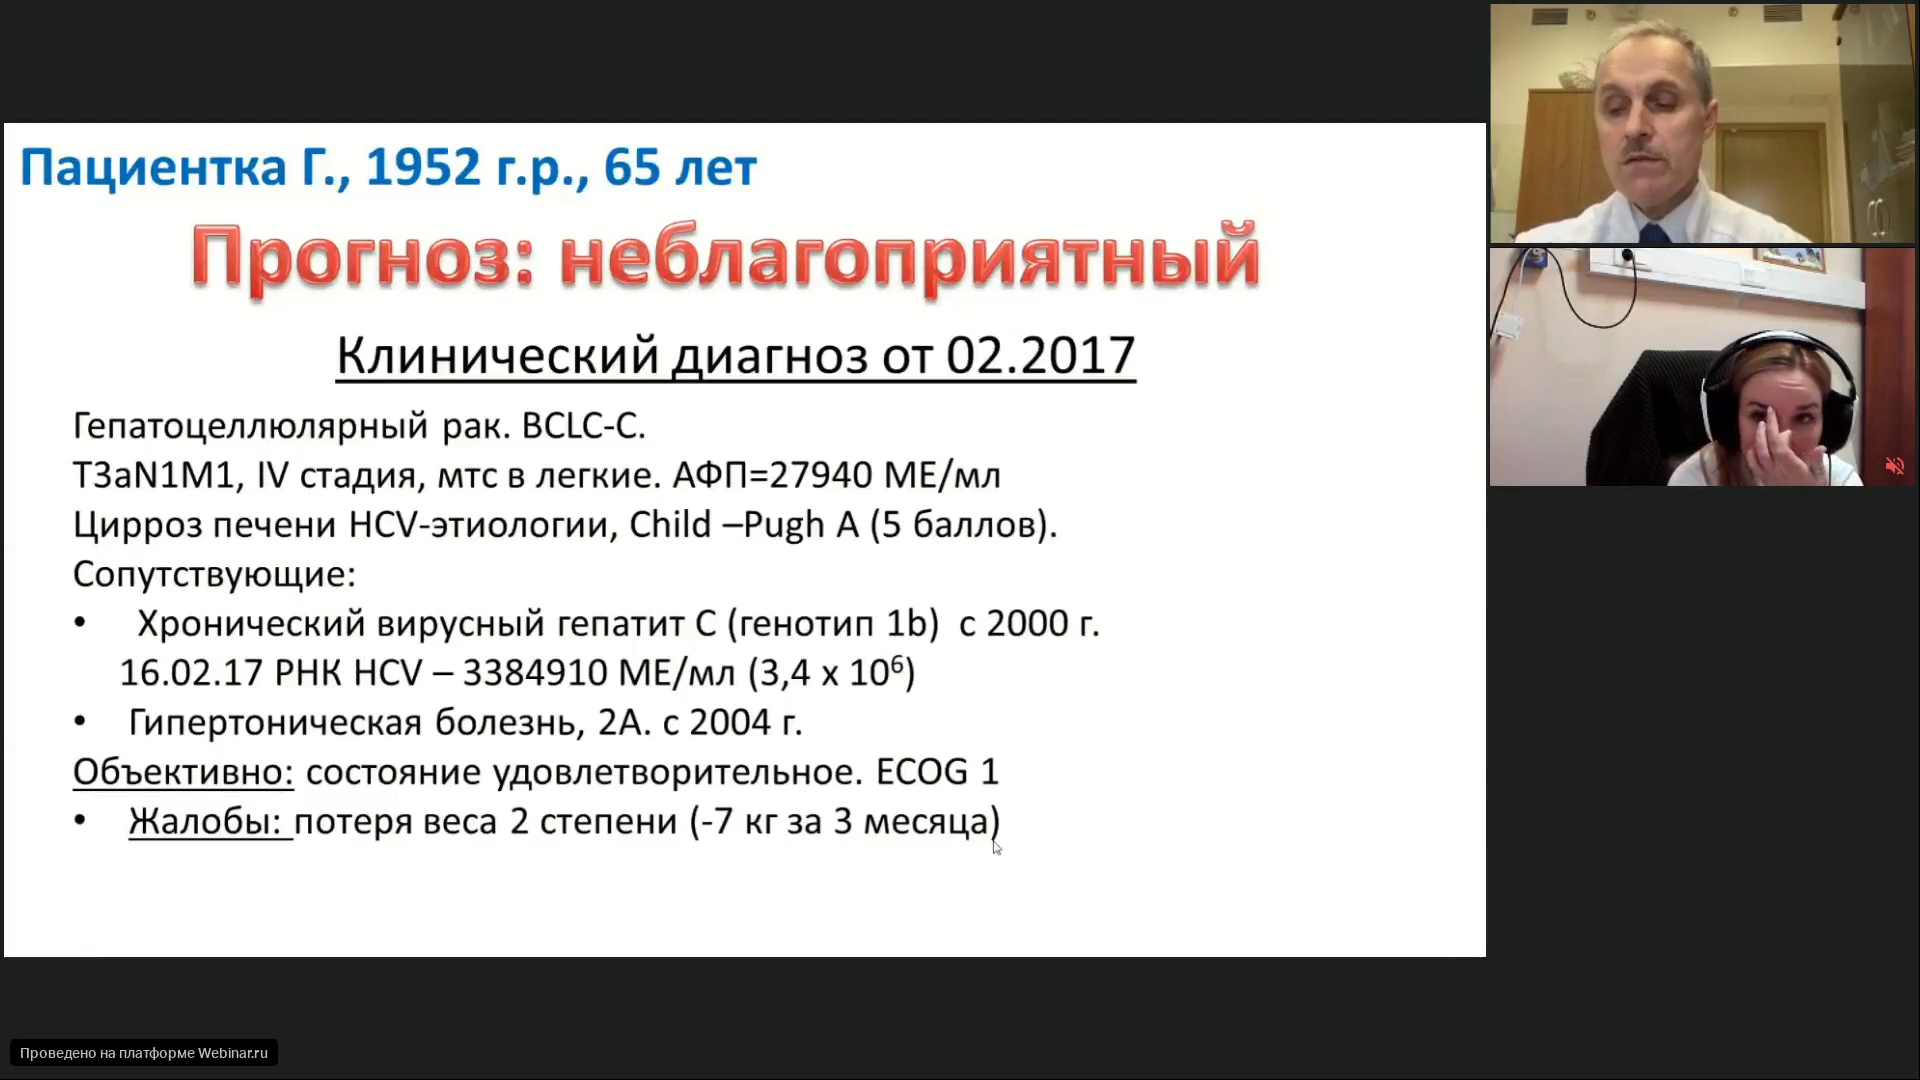 Пациентка Г., 1952 г.р., 65 лет
Прогноз: неблагоприятный
Клинический диагноз от 02.2017
Гепатоцеллюлярный рак. BCLC-C.
T3aN1M1, IV стадия, мтс в легкие. АФП=27940 МЕ/мл
Цирроз печени HCV-этиологии, Child –Pugh A (5 баллов).
Сопутствующие:
• Хронический вирусный гепатит С (генотип 1b) с 2000 г.
16.02.17 РНК HCV – 3384910 МЕ/мл (3,4 х 10⁶)
• Гипертоническая болезнь, 2А. с 2004 г.
Объективно: состояние удовлетворительное. ECOG 1
• Жалобы: потеря веса 2 степени (-7 кг за 3 месяца)
Проведено на платформе Webinar.ru